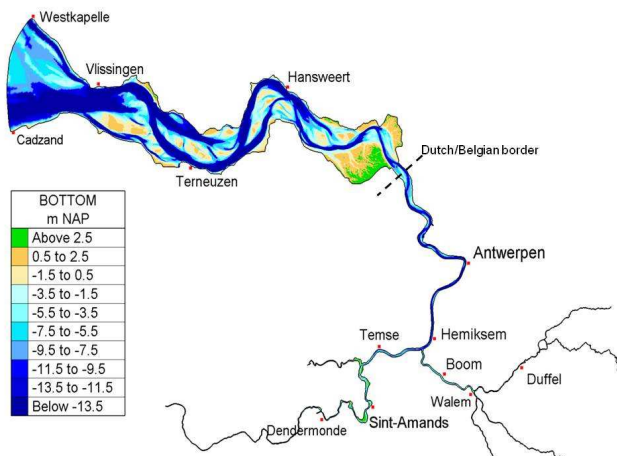 Westkapelle
Vlissingen
Hansweert
Cadzand
Terneuzen
Dutch/Belgian border
BOTTOM
m NAP
Above 2.5
0.5 to 2.5
-1.5 to 0.5
-3.5 to -1.5
-5.5 to -3.5
-7.5 to -5.5
-9.5 to -7.5
-11.5 to -9.5
-13.5 to -11.5
Below -13.5
Antwerpen
Temse
Hemiksem
Boom
Duffel
Walem
Sint-Amands
Dendermonde